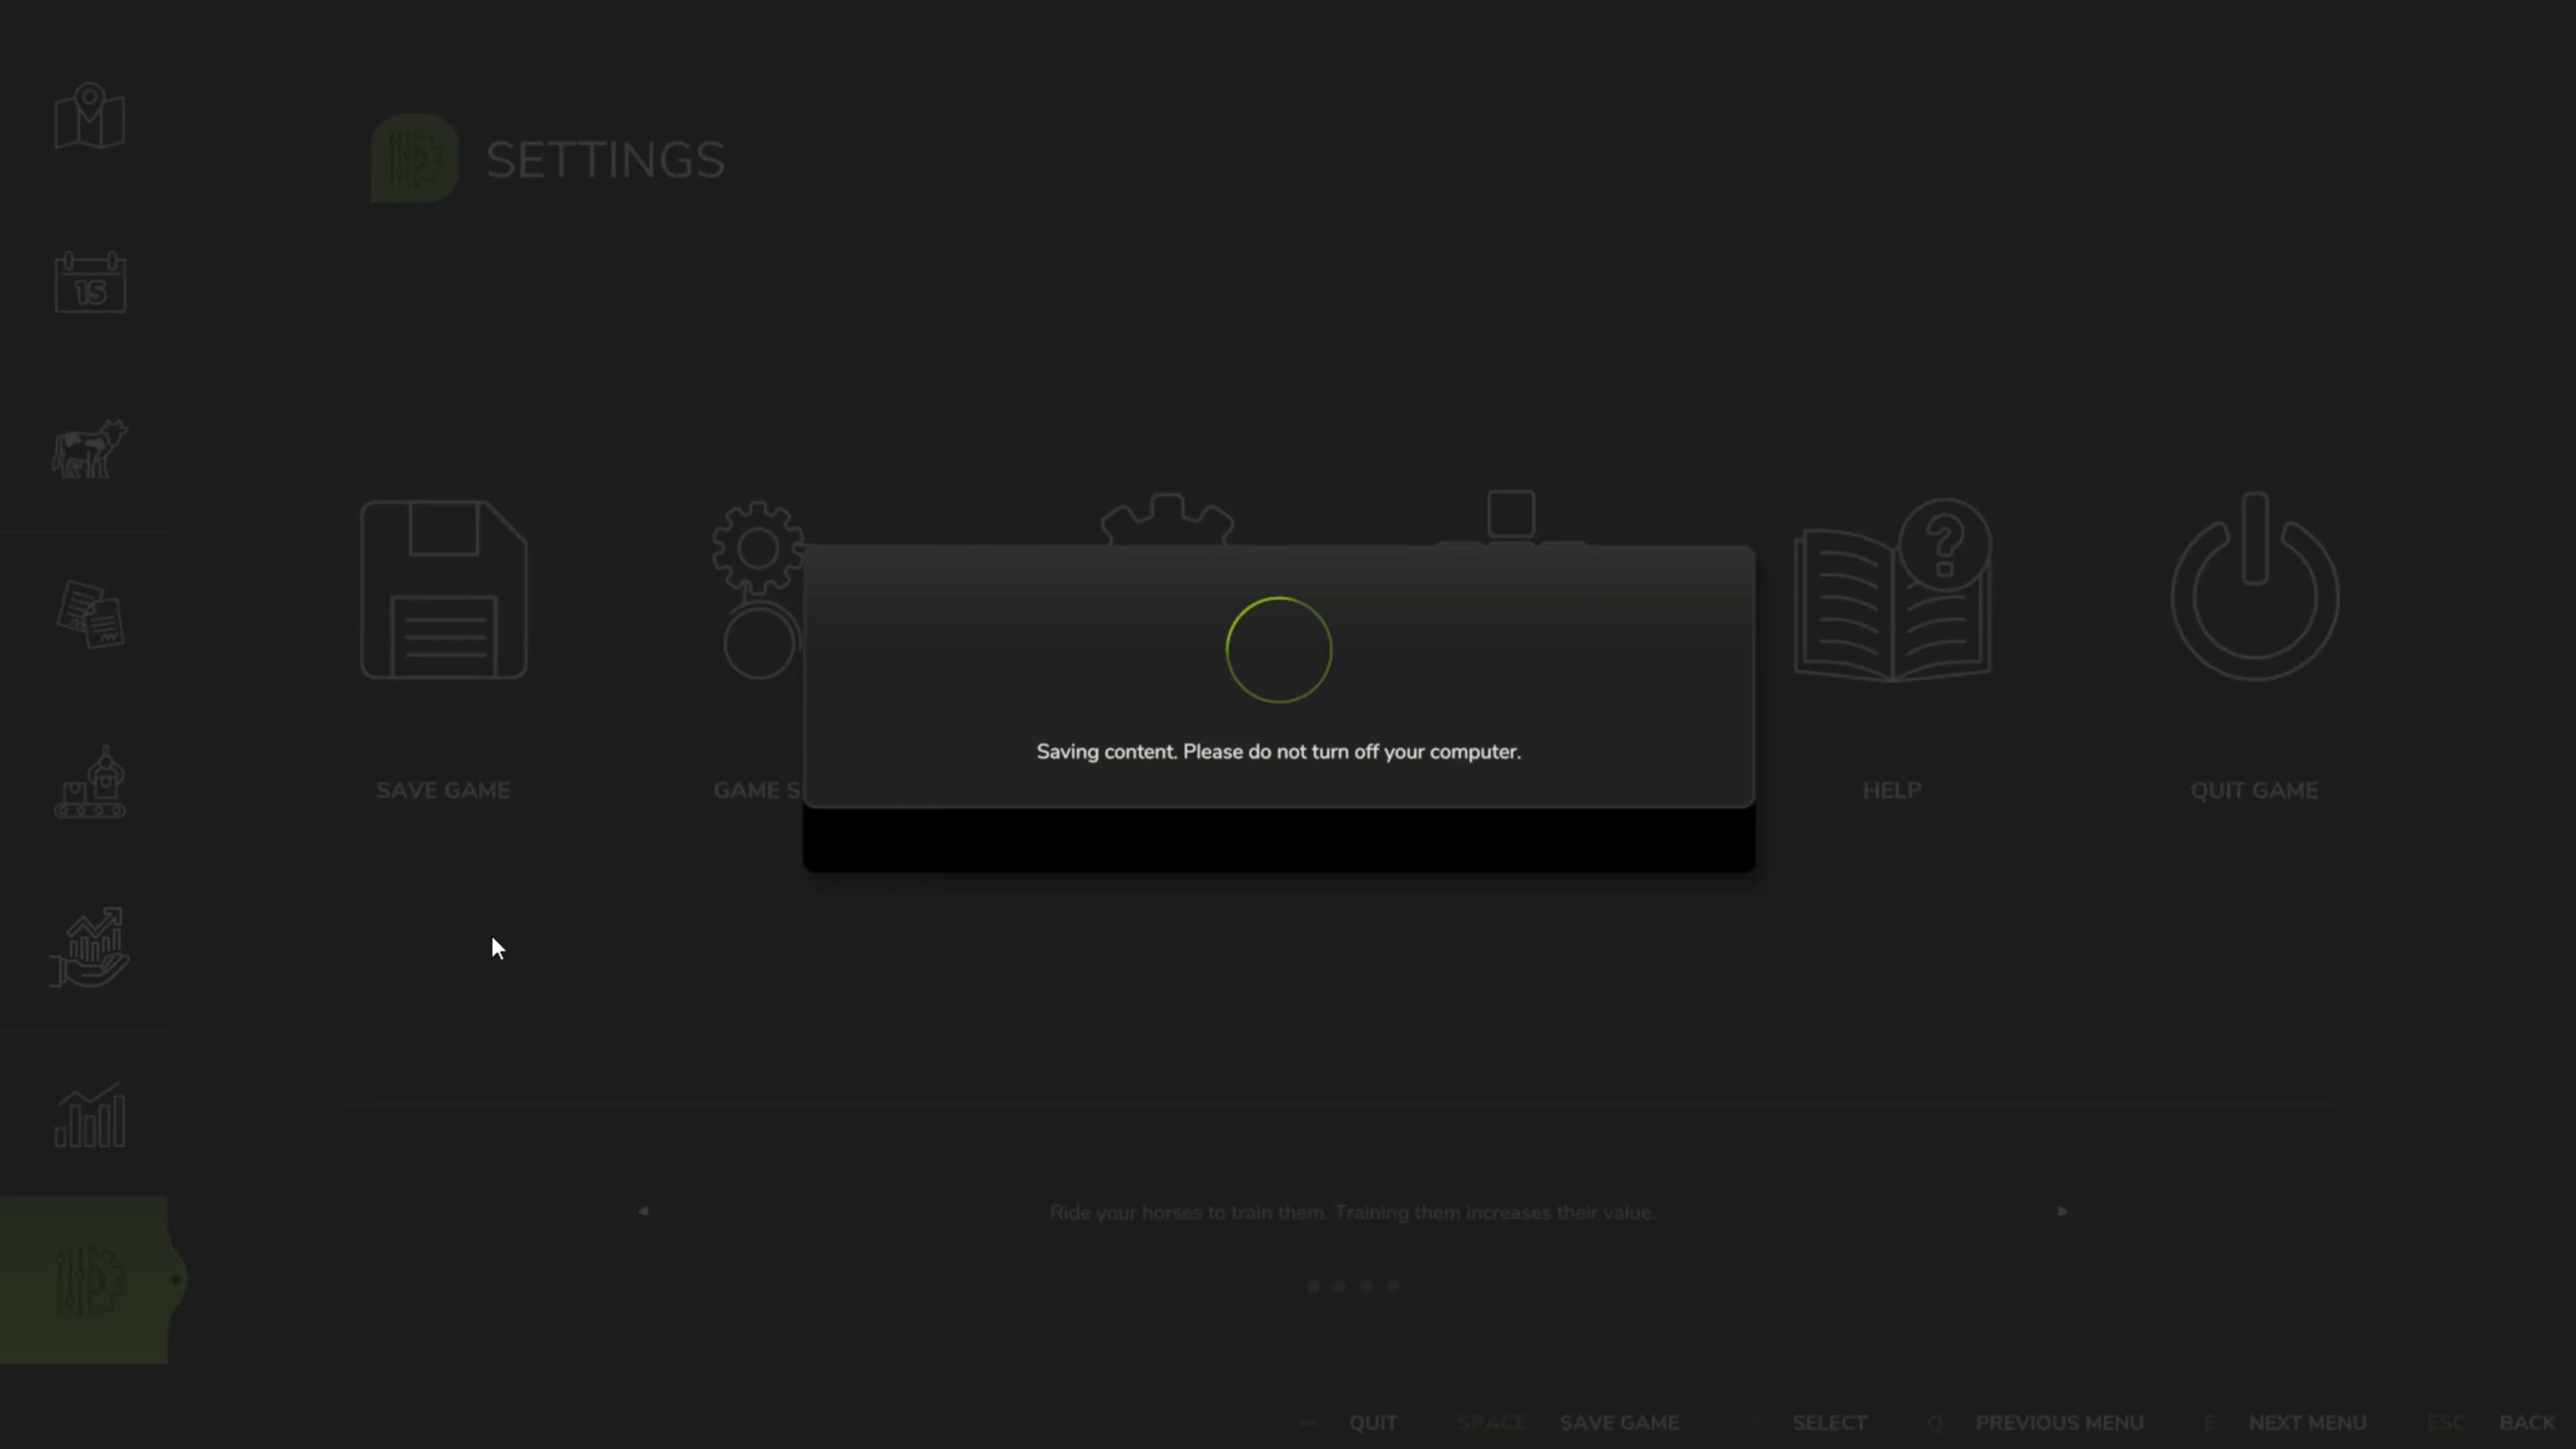 15
SETTINGS
SAVE GAME
GAME S
HELP
QUIT GAME
Saving content. Please do not turn off your computer.
Ride your horses to train them. Training them increases their value.
QUIT SPACE SAVE GAME SELECT Q PREVIOUS MENU E NEXT MENU ESC BACK